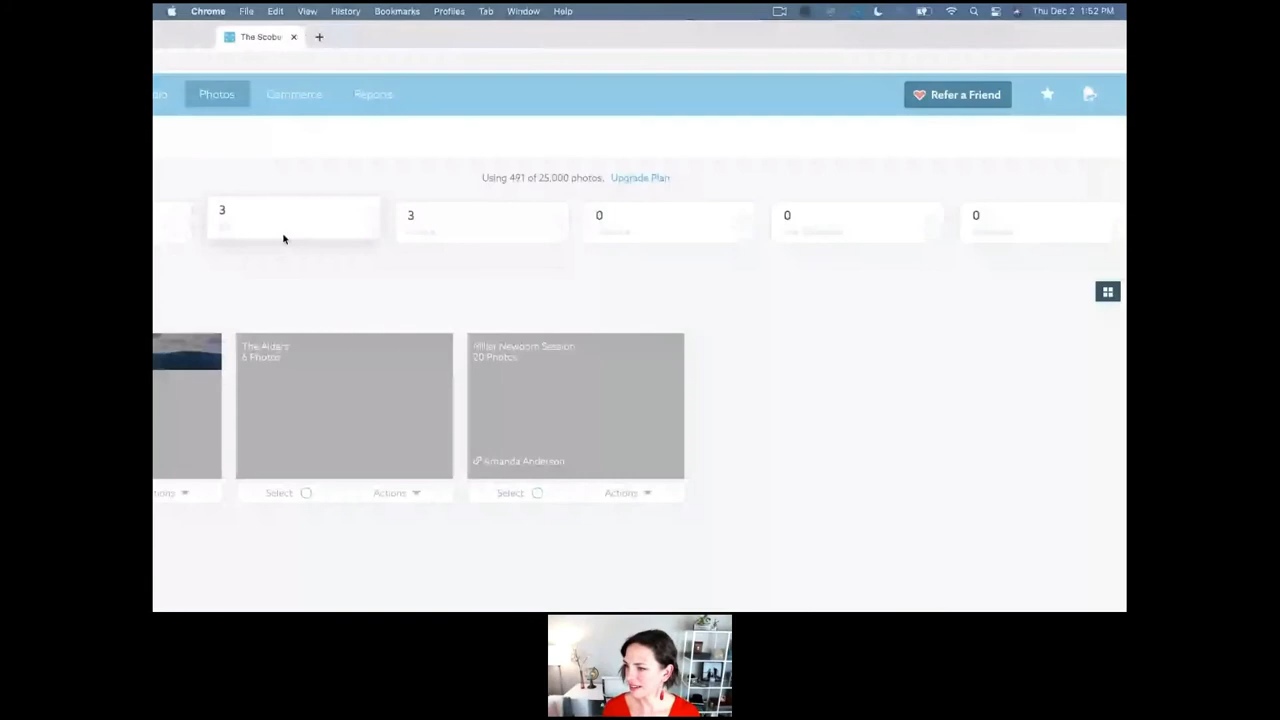 Chrome File Edit View History Bookmarks Profiles Tab Window Help Thu Dec 2 1:52 PM
The Scobu
Photos Commerce Reports Refer a Friend
Using 491 of 25,000 photos. Upgrade Plan
3 3 0 0 0
The Alders
6 Photos
Miller Newborn Session
20 Photos
Amanda Anderson
Select Actions Select Actions